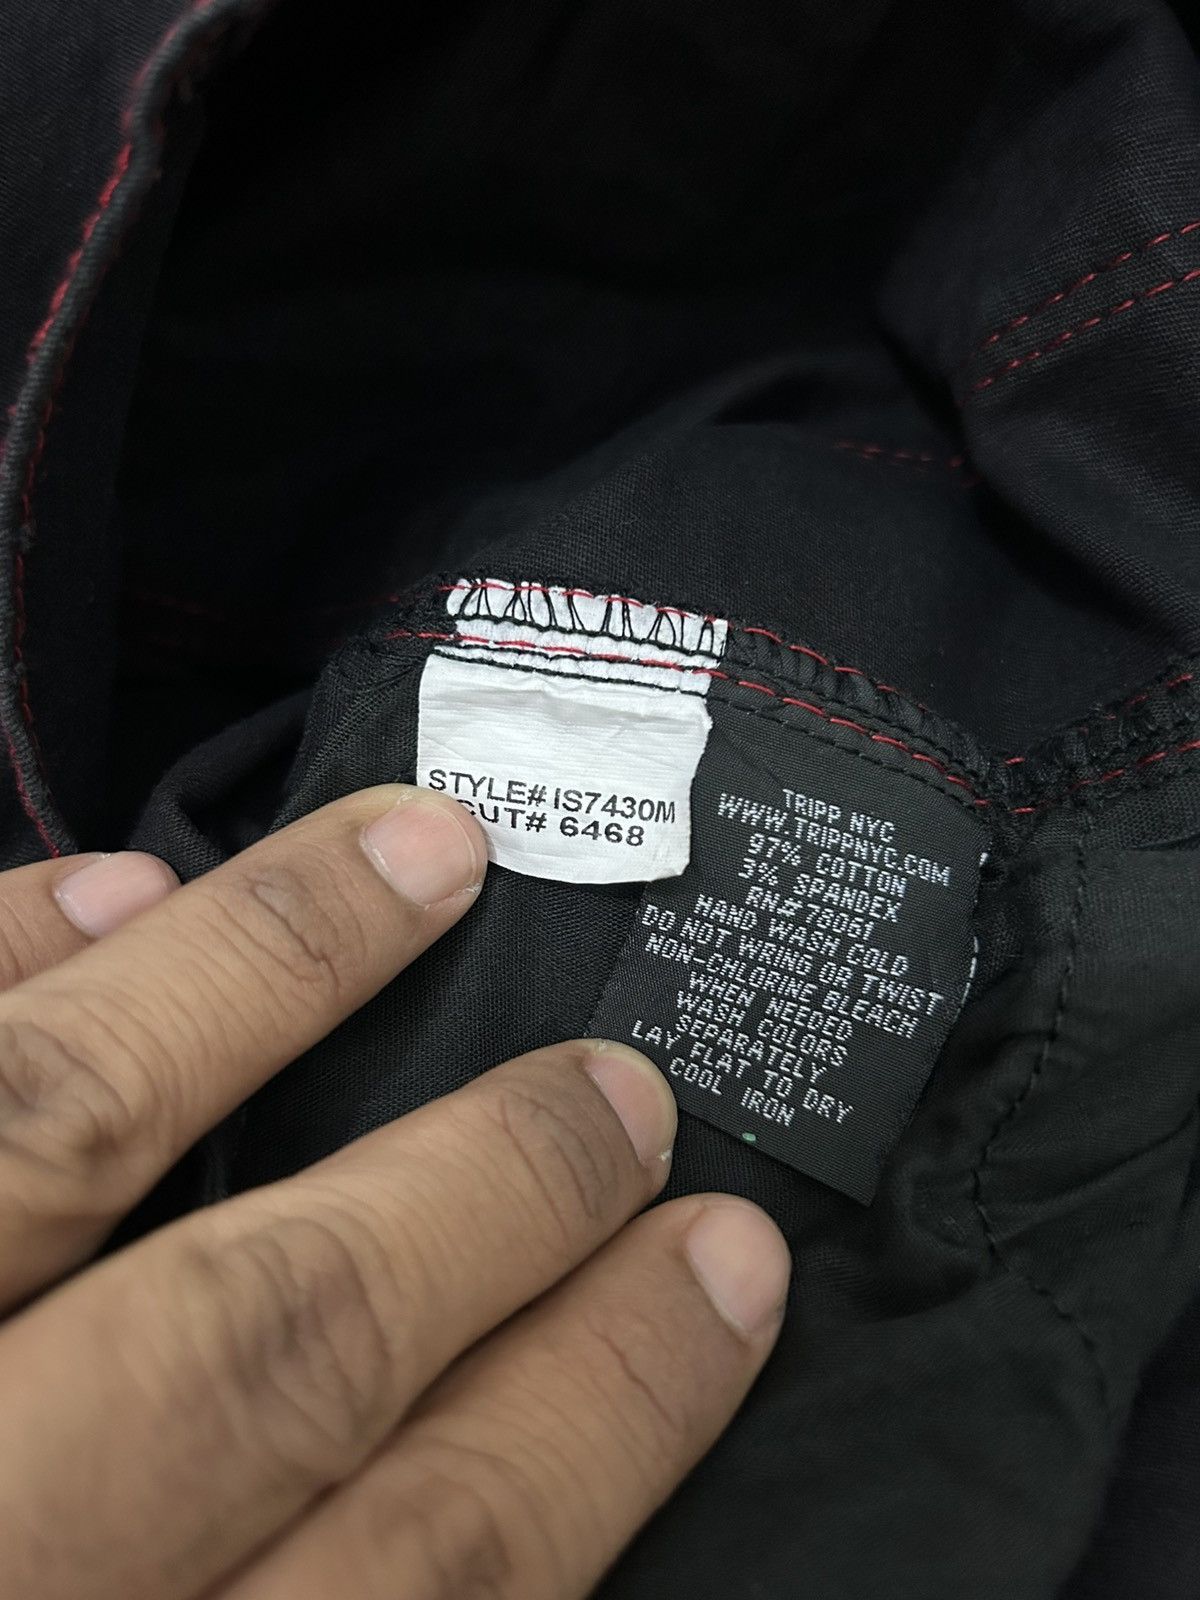 STYLE# IS7430M
CUT# 6468
TRIPP NYC
WWW.TRIPPNYC.COM
97% COTTON
3% SPANDEX
RN# 78061
HAND WASH COLD
DO NOT WRING OR TWIST
NON-CHLORINE BLEACH
WHEN NEEDED
WASH COLORS
SEPARATELY
LAY FLAT TO DRY
COOL IRON